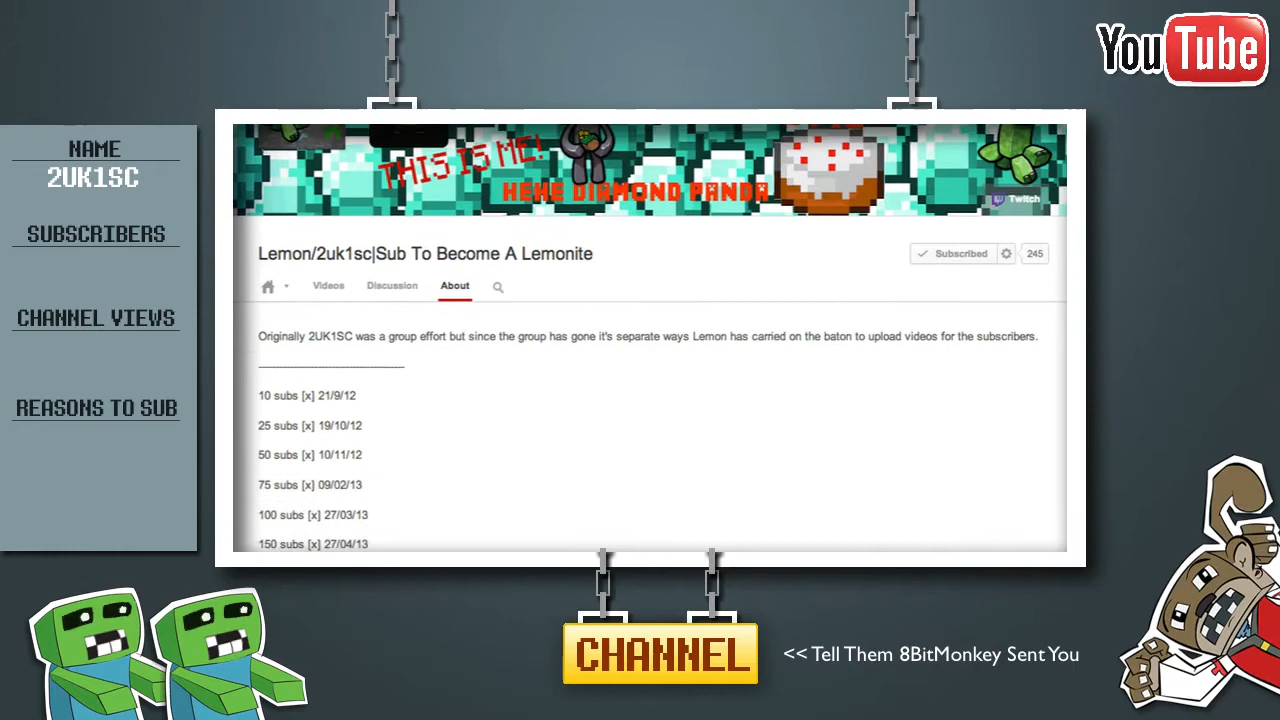 You Tube
NAME
2UK1SC
SUBSCRIBERS
CHANNEL VIEWS
REASONS TO SUB
THIS IS ME!
HEHE DIAMOND PANDA
Twitch
Lemon/2uk1sc|Sub To Become A Lemonite
Subscribed 245
Videos Discussion About
Originally 2UK1SC was a group effort but since the group has gone it's separate ways Lemon has carried on the baton to upload videos for the subscribers.
----------------------------------------------------
10 subs [x] 21/9/12
25 subs [x] 19/10/12
50 subs [x] 10/11/12
75 subs [x] 09/02/13
100 subs [x] 27/03/13
150 subs [x] 27/04/13
CHANNEL
<< Tell Them 8BitMonkey Sent You